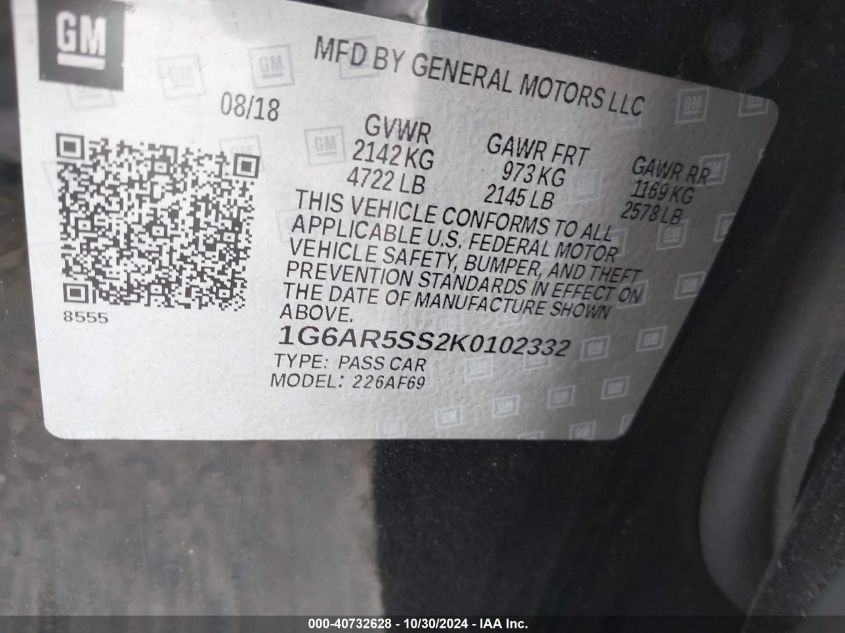 GM
MFD BY GENERAL MOTORS LLC
08/18
GVWR
2142 KG
4722 LB
GAWR FRT
973 KG
2145 LB
GAWR RR
1169 KG
2578 LB
THIS VEHICLE CONFORMS TO ALL
APPLICABLE U.S. FEDERAL MOTOR
VEHICLE SAFETY, BUMPER, AND THEFT
PREVENTION STANDARDS IN EFFECT ON
THE DATE OF MANUFACTURE SHOWN
ABOVE.
8555
1G6AR5SS2K0102332
TYPE: PASS CAR
MODEL: 226AF69
000-40732628 - 10/30/2024 - IAA Inc.